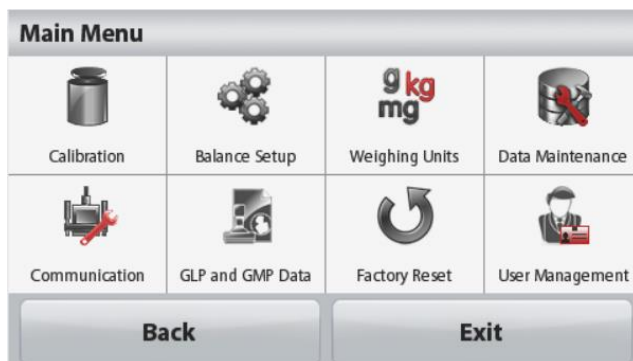 Main Menu
g kg
mg
Calibration
Balance Setup
Weighing Units
Data Maintenance
Communication
GLP and GMP Data
Factory Reset
User Management
Back
Exit